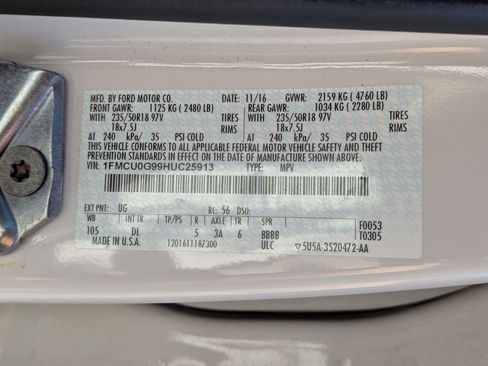 MFD. BY FORD MOTOR CO. 11/16 GVWR: 2159 KG ( 4760 LB)
FRONT GAWR: 1125 KG ( 2480 LB) REAR GAWR: 1034 KG ( 2280 LB)
WITH 235/50R18 97V TIRES WITH 235/50R18 97V TIRES
18x7.5J RIMS 18x7.5J RIMS
AT 240 kPa/ 35 PSI COLD AT 240 kPa/ 35 PSI COLD
THIS VEHICLE CONFORMS TO ALL APPLICABLE FEDERAL MOTOR VEHICLE SAFETY AND THEFT PREVENTION STANDARDS IN EFFECT ON THE DATE OF MANUFACTURE SHOWN ABOVE.
VIN: 1FMCU0G99HUC25913 TYPE: MPV
EXT PNT: UG RC: 56 DSO:
WB INT TR TP/PS R AXLE TR SPR F0053
105 DL 5 3A 6 BBBB T0305
MADE IN U.S.A. 1201611187300 ULC ▽5U5A-3520472-AA